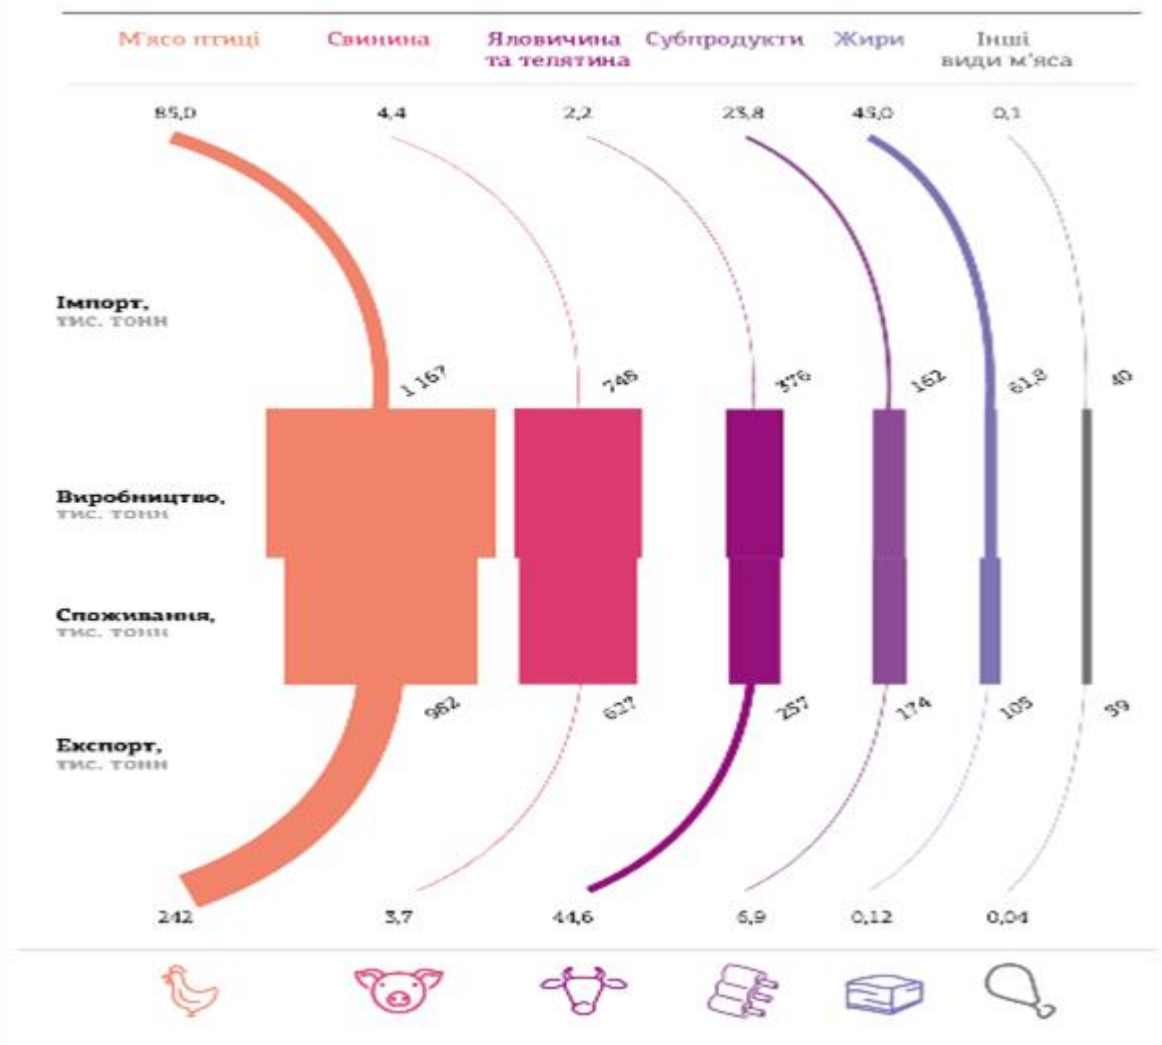 М'ясо птиці
Свинина
Яловичина
та телятина
Субпродукти
Жири
Інші
види м'яса
85,0
4,4
2,2
23,8
45,0
0,1
Імпорт,
тис. тонн
1 167
748
376
162
61,8
40
Виробництво,
тис. тонн
Споживання,
тис. тонн
982
627
257
174
105
39
Експорт,
тис. тонн
242
3,7
44,6
6,9
0,12
0,04